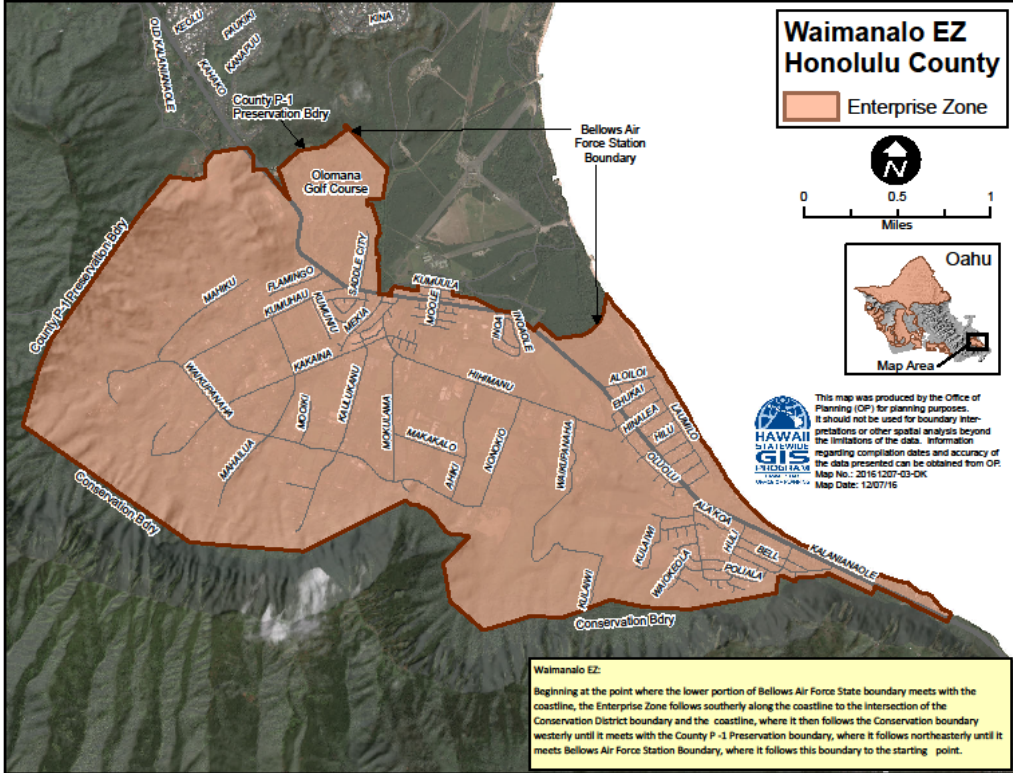 Waimanalo EZ
Honolulu County
Enterprise Zone
N
0 0.5 1
Miles
Oahu
Map Area
HAWAII
STATEWIDE
GIS
PROGRAM
This map was produced by the Office of
Planning (OP) for planning purposes.
It should not be used for boundary inter-
pretations or other spatial analysis beyond
the limitations of the data. Information
regarding compilation dates and accuracy of
the data presented can be obtained from OP.
Map No.: 20161207-03-DK
Map Date: 12/07/16
OLD KALANIANAOLE
KEOLU
PAUKIKI
KINA
KANAPUU
KAHAKO
County P-1
Preservation Bdry
Bellows Air
Force Station
Boundary
Olomana
Golf Course
County P-1 Preservation Bdry
MAHIKU
FLAMINGO
SADDLE CITY
KUMUHAU
KUMUNIU
MEKIA
KUMUULA
MOOLE
INOA
INOAOLE
KAKAINA
WAIKUPANAHA
HIHIMANU
ALOILOI
EHUKAI
HINALEA
HILU
LAUMILO
OLUOLU
MOOIKI
KAULUKANU
MOKULAMA
MAKAKALO
MAHAILUA
AHIKI
NONOKIO
WAIKUPANAHA
ALA KOA
HULI
BELL
KALANIANAOLE
KULAIWI
WAIOKEOLA
POALIALA
KULAIWI
Conservation Bdry
Conservation Bdry
Waimanalo EZ:
Beginning at the point where the lower portion of Bellows Air Force State boundary meets with the
coastline, the Enterprise Zone follows southerly along the coastline to the intersection of the
Conservation District boundary and the coastline, where it then follows the Conservation boundary
westerly until it meets with the County P -1 Preservation boundary, where it follows northeasterly until it
meets Bellows Air Force Station Boundary, where it follows this boundary to the starting point.